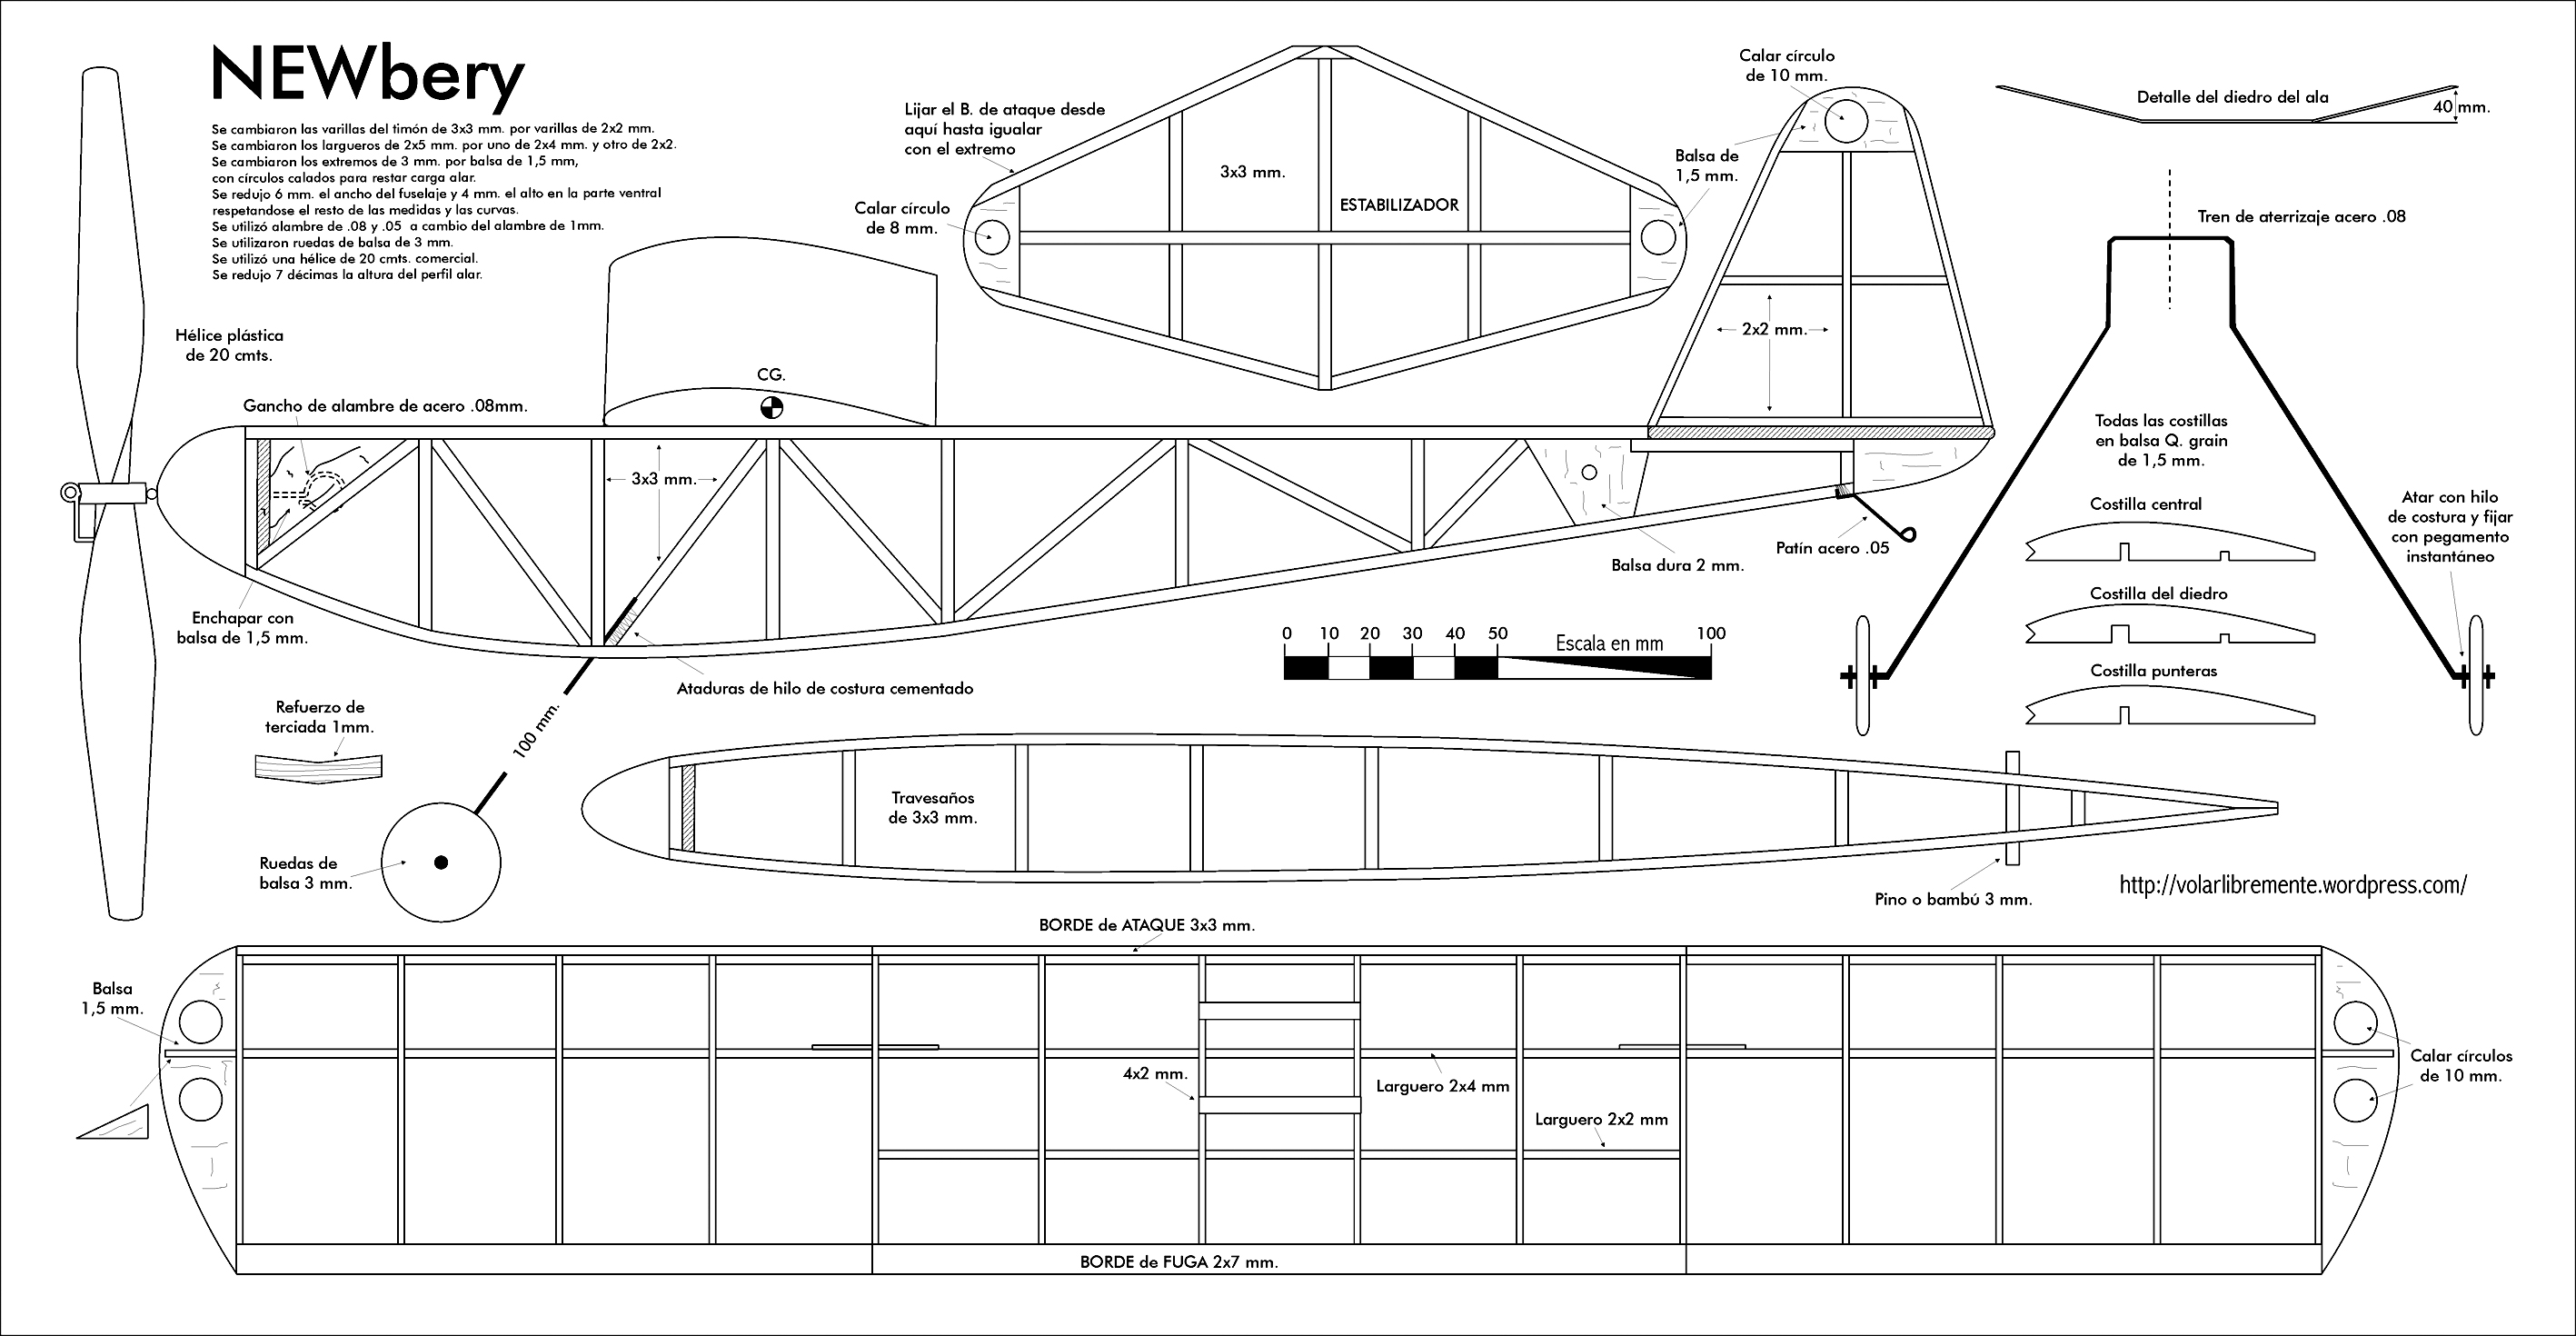 NEWbery
Se cambiaron las varillas del timón de 3x3 mm. por varillas de 2x2 mm.
Se cambiaron los largueros de 2x5 mm. por uno de 2x4 mm. y otro de 2x2.
Se cambiaron los extremos de 3 mm. por balsa de 1,5 mm,
con círculos calados para restar carga alar.
Se redujo 6 mm. el ancho del fuselaje y 4 mm. el alto en la parte ventral
respetandose el resto de las medidas y las curvas.
Se utilizó alambre de .08 y .05 a cambio del alambre de 1mm.
Se utilizaron ruedas de balsa de 3 mm.
Se utilizó una hélice de 20 cmts. comercial.
Se redujo 7 décimas la altura del perfil alar.
Hélice plástica
de 20 cmts.
Gancho de alambre de acero .08mm.
CG.
Lijar el B. de ataque desde
aquí hasta igualar
con el extremo
Calar círculo
de 8 mm.
3x3 mm.
ESTABILIZADOR
Calar círculo
de 10 mm.
Balsa de
1,5 mm.
2x2 mm.
Detalle del diedro del ala
40 mm.
Tren de aterrizaje acero .08
Todas las costillas
en balsa Q. grain
de 1,5 mm.
Costilla central
Costilla del diedro
Costilla punteras
Atar con hilo
de costura y fijar
con pegamento
instantáneo
3x3 mm.
Patín acero .05
Balsa dura 2 mm.
Enchapar con
balsa de 1,5 mm.
Ataduras de hilo de costura cementado
0 10 20 30 40 50 Escala en mm 100
Refuerzo de
terciada 1mm.
100 mm.
Ruedas de
balsa 3 mm.
Travesaños
de 3x3 mm.
Pino o bambú 3 mm.
http://volarlibremente.wordpress.com/
BORDE de ATAQUE 3x3 mm.
Balsa
1,5 mm.
4x2 mm.
Larguero 2x4 mm
Larguero 2x2 mm
Calar círculos
de 10 mm.
BORDE de FUGA 2x7 mm.